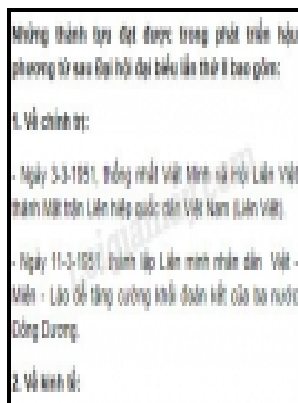 Những thành tựu đạt được trong phát triển hậu
phương từ sau Đại hội đại biểu lần thứ II bao gồm:
1. Về chính trị:
- Ngày 3-3-1951, thống nhất Việt Minh và Hội Liên Việt
thành Mặt trận Liên hiệp quốc dân Việt Nam (Liên Việt).
- Ngày 11-3-1951, thành lập Liên minh nhân dân Việt -
Miên - Lào để tăng cường khối đoàn kết của ba nước
Đông Dương.
2. Về kinh tế: